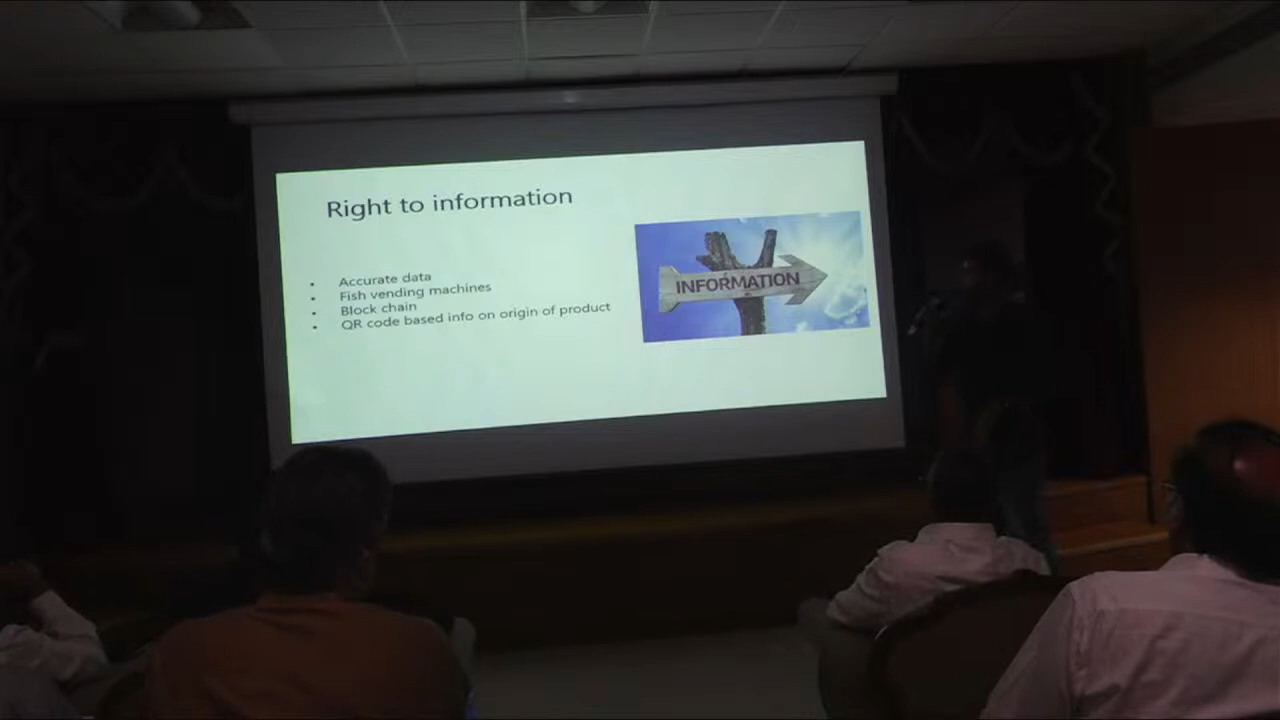 Right to information
• Accurate data
• Fish vending machines
• Block chain
• QR code based info on origin of product
INFORMATION